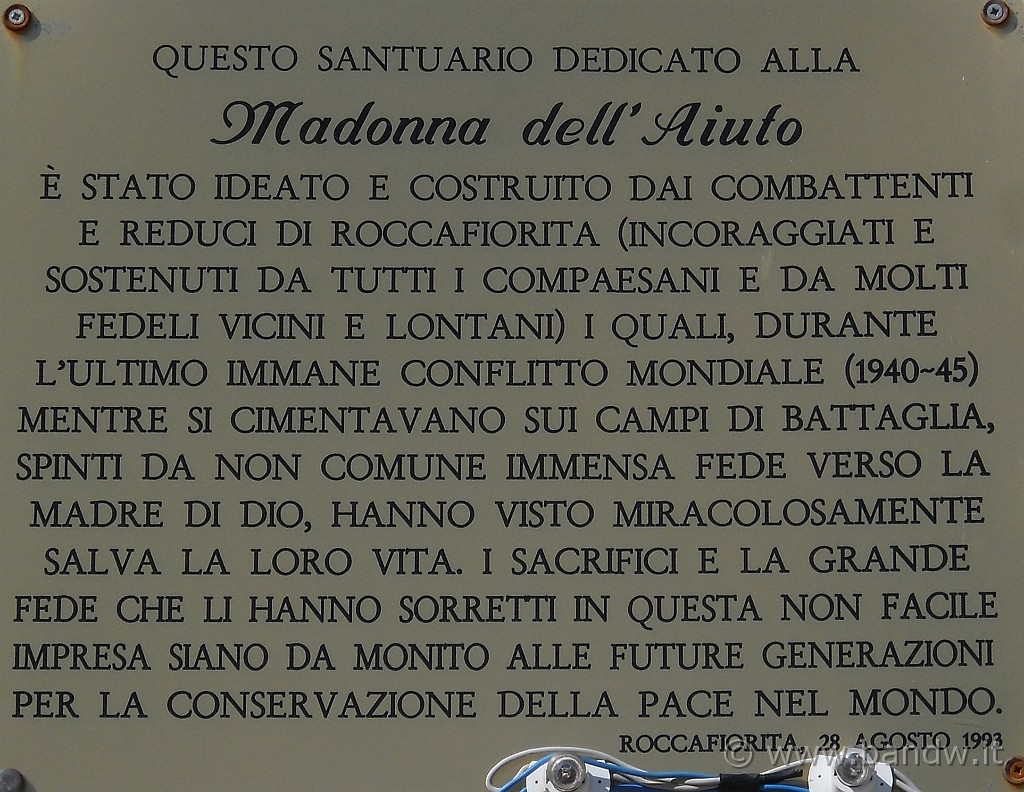 QUESTO SANTUARIO DEDICATO ALLA
Madonna dell'Aiuto
È STATO IDEATO E COSTRUITO DAI COMBATTENTI
E REDUCI DI ROCCAFIORITA (INCORAGGIATI E
SOSTENUTI DA TUTTI I COMPAESANI E DA MOLTI
FEDELI VICINI E LONTANI) I QUALI, DURANTE
L'ULTIMO IMMANE CONFLITTO MONDIALE (1940~45)
MENTRE SI CIMENTAVANO SUI CAMPI DI BATTAGLIA,
SPINTI DA NON COMUNE IMMENSA FEDE VERSO LA
MADRE DI DIO, HANNO VISTO MIRACOLOSAMENTE
SALVA LA LORO VITA. I SACRIFICI E LA GRANDE
FEDE CHE LI HANNO SORRETTI IN QUESTA NON FACILE
IMPRESA SIANO DA MONITO ALLE FUTURE GENERAZIONI
PER LA CONSERVAZIONE DELLA PACE NEL MONDO.
ROCCAFIORITA, 28 AGOSTO 1993
© www.pandw.it